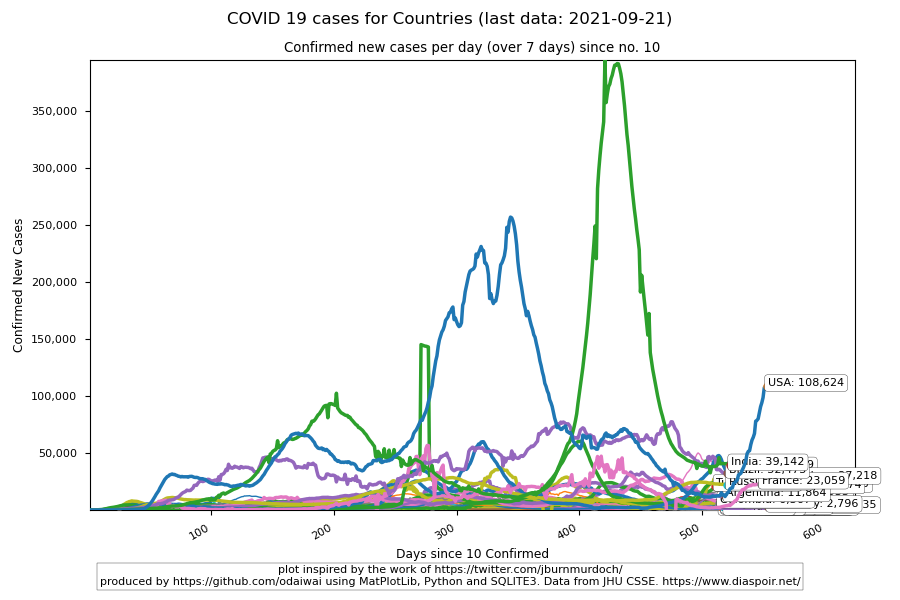 COVID 19 cases for Countries (last data: 2021-09-21)
Confirmed new cases per day (over 7 days) since no. 10
Confirmed New Cases
350,000
300,000
250,000
200,000
150,000
100,000
50,000
USA: 108,624
India: 39,142
France: 23,059
Argentina: 11,864
2,796
100
200
300
400
500
600
Days since 10 Confirmed
plot inspired by the work of https://twitter.com/jburnmurdoch/
produced by https://github.com/odaiwai using MatPlotLib, Python and SQLITE3. Data from JHU CSSE. https://www.diaspoir.net/